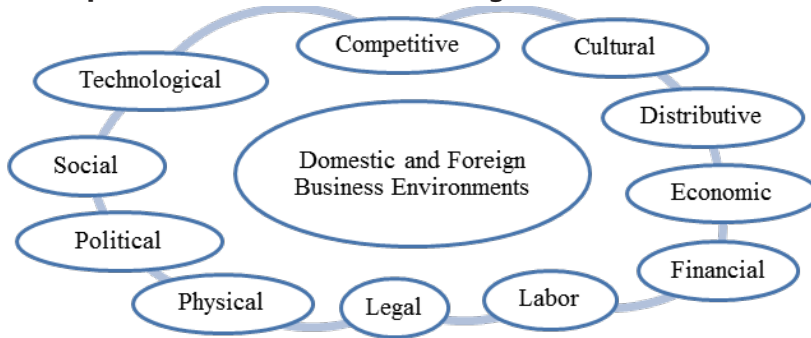 Competitive
Cultural
Technological
Distributive
Domestic and Foreign
Business Environments
Social
Economic
Political
Financial
Physical
Legal
Labor